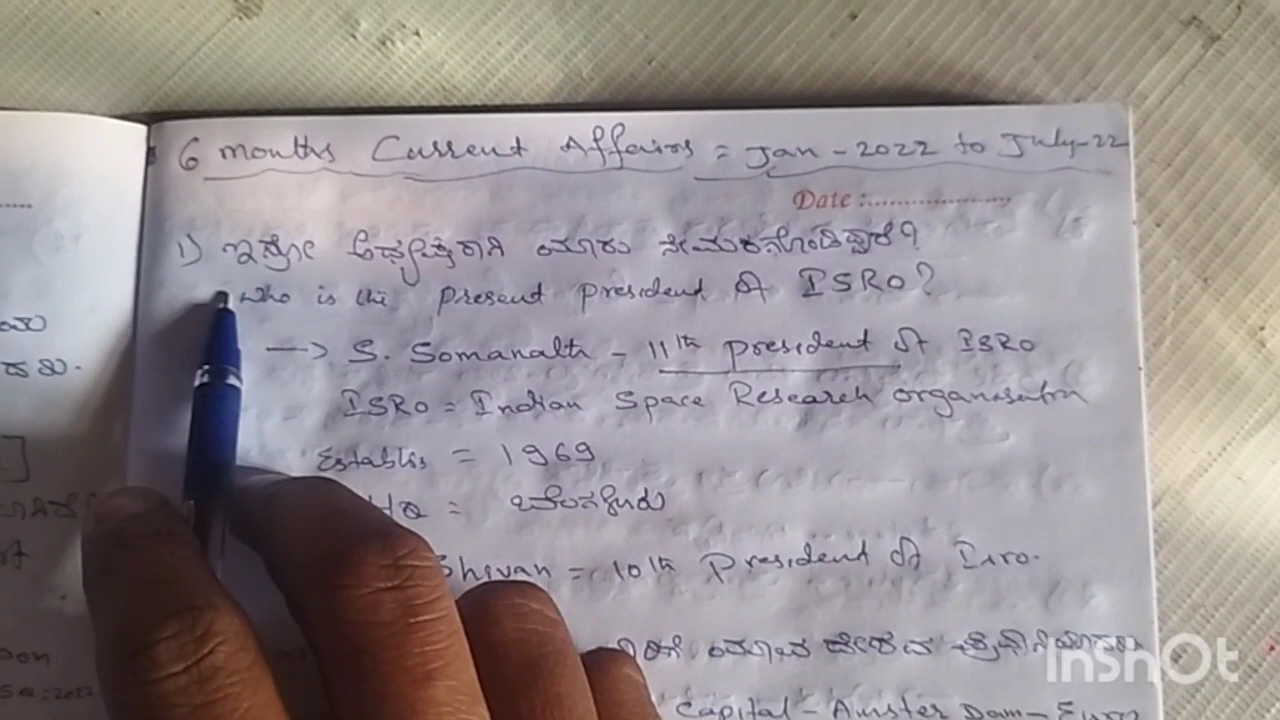 6 months Current Affairs = Jan-2022 to July-22
Date :....................
1) ಇಸ್ರೋ ಅಧ್ಯಕ್ಷರಾಗಿ ಯಾರು ನೇಮಕಗೊಂಡಿದ್ದಾರೆ?
who is the present president of ISRO?
→ S. Somanath - 11th president of ISRO
ISRO = Indian Space Research organisation
Establis = 1969
HQ = ಬೆಂಗಳೂರು
Shivan = 10th President of Isro.
ಯಾವ ದೇಶದ
Capital - Amster Dam -
InShOt